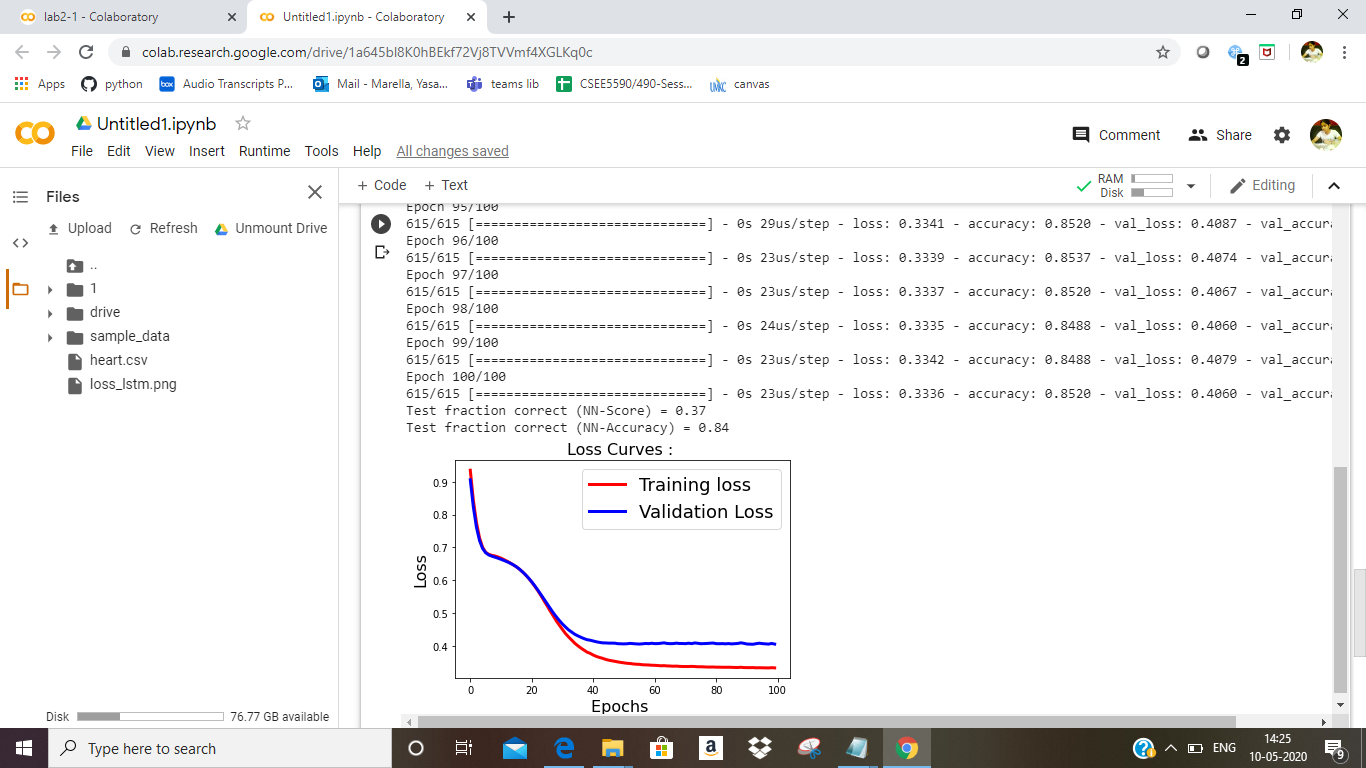 lab2-1 - Colaboratory
Untitled1.ipynb - Colaboratory
colab.research.google.com/drive/1a645bI8K0hBEkf72Vj8TVVmf4XGLKq0c
2
Apps
python
box
Audio Transcripts P...
Mail - Marella, Yasa...
teams lib
CSEE5590/490-Sess...
UMKC
canvas
Untitled1.ipynb
Comment
Share
File Edit View Insert Runtime Tools Help All changes saved
Files
+ Code + Text
RAM
Disk
Editing
Upload Refresh Unmount Drive
..
1
drive
sample_data
heart.csv
loss_lstm.png
Disk 76.77 GB available
Epoch 95/100
615/615 [==============================] - 0s 29us/step - loss: 0.3341 - accuracy: 0.8520 - val_loss: 0.4087 - val_accura
Epoch 96/100
615/615 [==============================] - 0s 23us/step - loss: 0.3339 - accuracy: 0.8537 - val_loss: 0.4074 - val_accura
Epoch 97/100
615/615 [==============================] - 0s 23us/step - loss: 0.3337 - accuracy: 0.8520 - val_loss: 0.4067 - val_accura
Epoch 98/100
615/615 [==============================] - 0s 24us/step - loss: 0.3335 - accuracy: 0.8488 - val_loss: 0.4060 - val_accura
Epoch 99/100
615/615 [==============================] - 0s 23us/step - loss: 0.3342 - accuracy: 0.8488 - val_loss: 0.4079 - val_accura
Epoch 100/100
615/615 [==============================] - 0s 23us/step - loss: 0.3336 - accuracy: 0.8520 - val_loss: 0.4060 - val_accura
Test fraction correct (NN-Score) = 0.37
Test fraction correct (NN-Accuracy) = 0.84
Loss Curves :
Training loss
Validation Loss
Loss
0.9
0.8
0.7
0.6
0.5
0.4
0 20 40 60 80 100
Epochs
Type here to search
a
ENG
14:25
10-05-2020
9